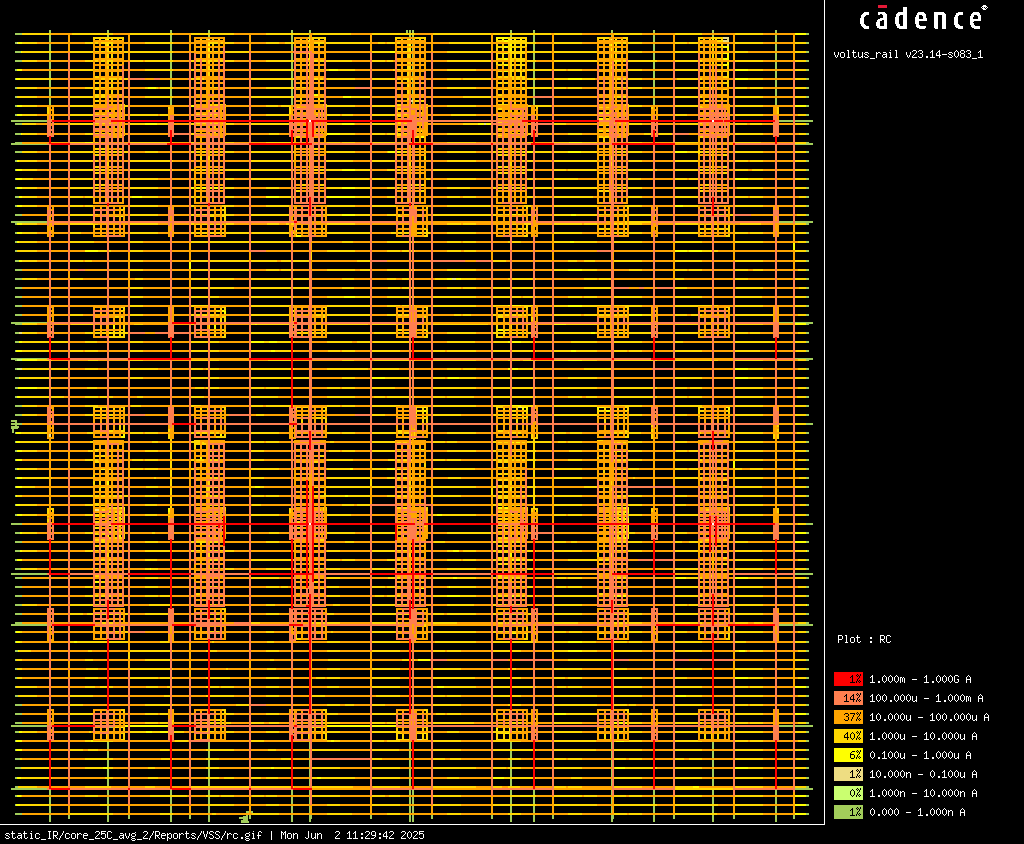 cādence®
voltus_rail v23.14-s083_1
Plot : RC
1% 1.000m - 1.000G A
14% 100.000u - 1.000m A
37% 10.000u - 100.000u A
40% 1.000u - 10.000u A
6% 0.100u - 1.000u A
1% 10.000n - 0.100u A
0% 1.000n - 10.000n A
1% 0.000 - 1.000n A
static_IR/core_25C_avg_2/Reports/VSS/rc.gif | Mon Jun  2 11:29:42 2025